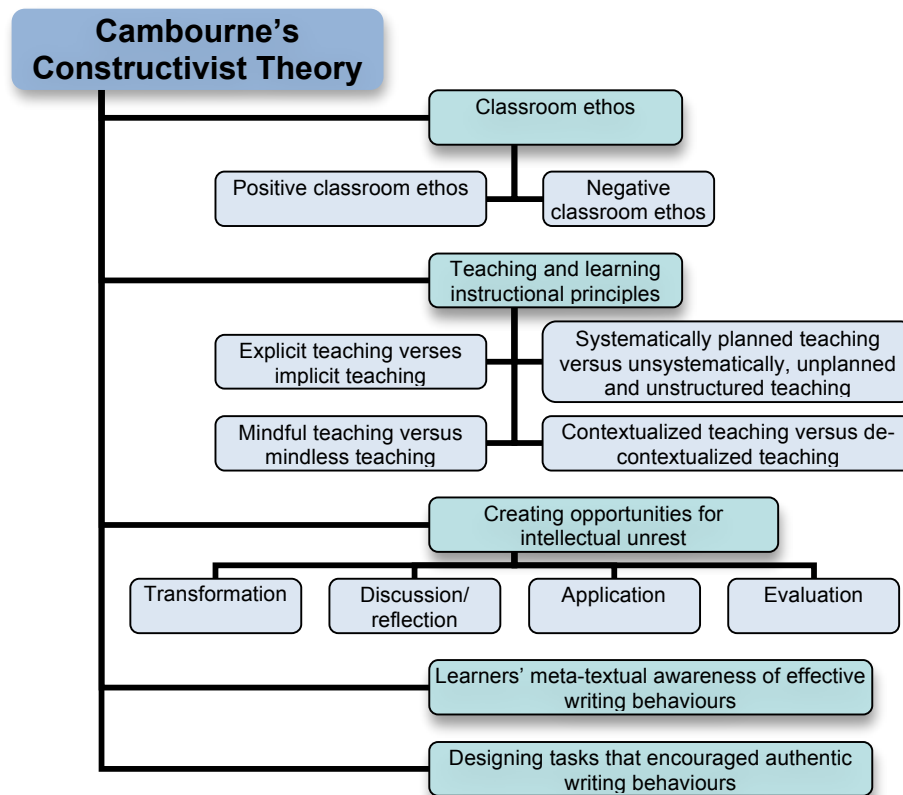 Cambourne's
Constructivist Theory
Classroom ethos
Positive classroom ethos
Negative
classroom ethos
Teaching and learning
instructional principles
Explicit teaching verses
implicit teaching
Systematically planned teaching
versus unsystematically, unplanned
and unstructured teaching
Mindful teaching versus
mindless teaching
Contextualized teaching versus de-
contextualized teaching
Creating opportunities for
intellectual unrest
Transformation
Discussion/
reflection
Application
Evaluation
Learners' meta-textual awareness of effective
writing behaviours
Designing tasks that encouraged authentic
writing behaviours